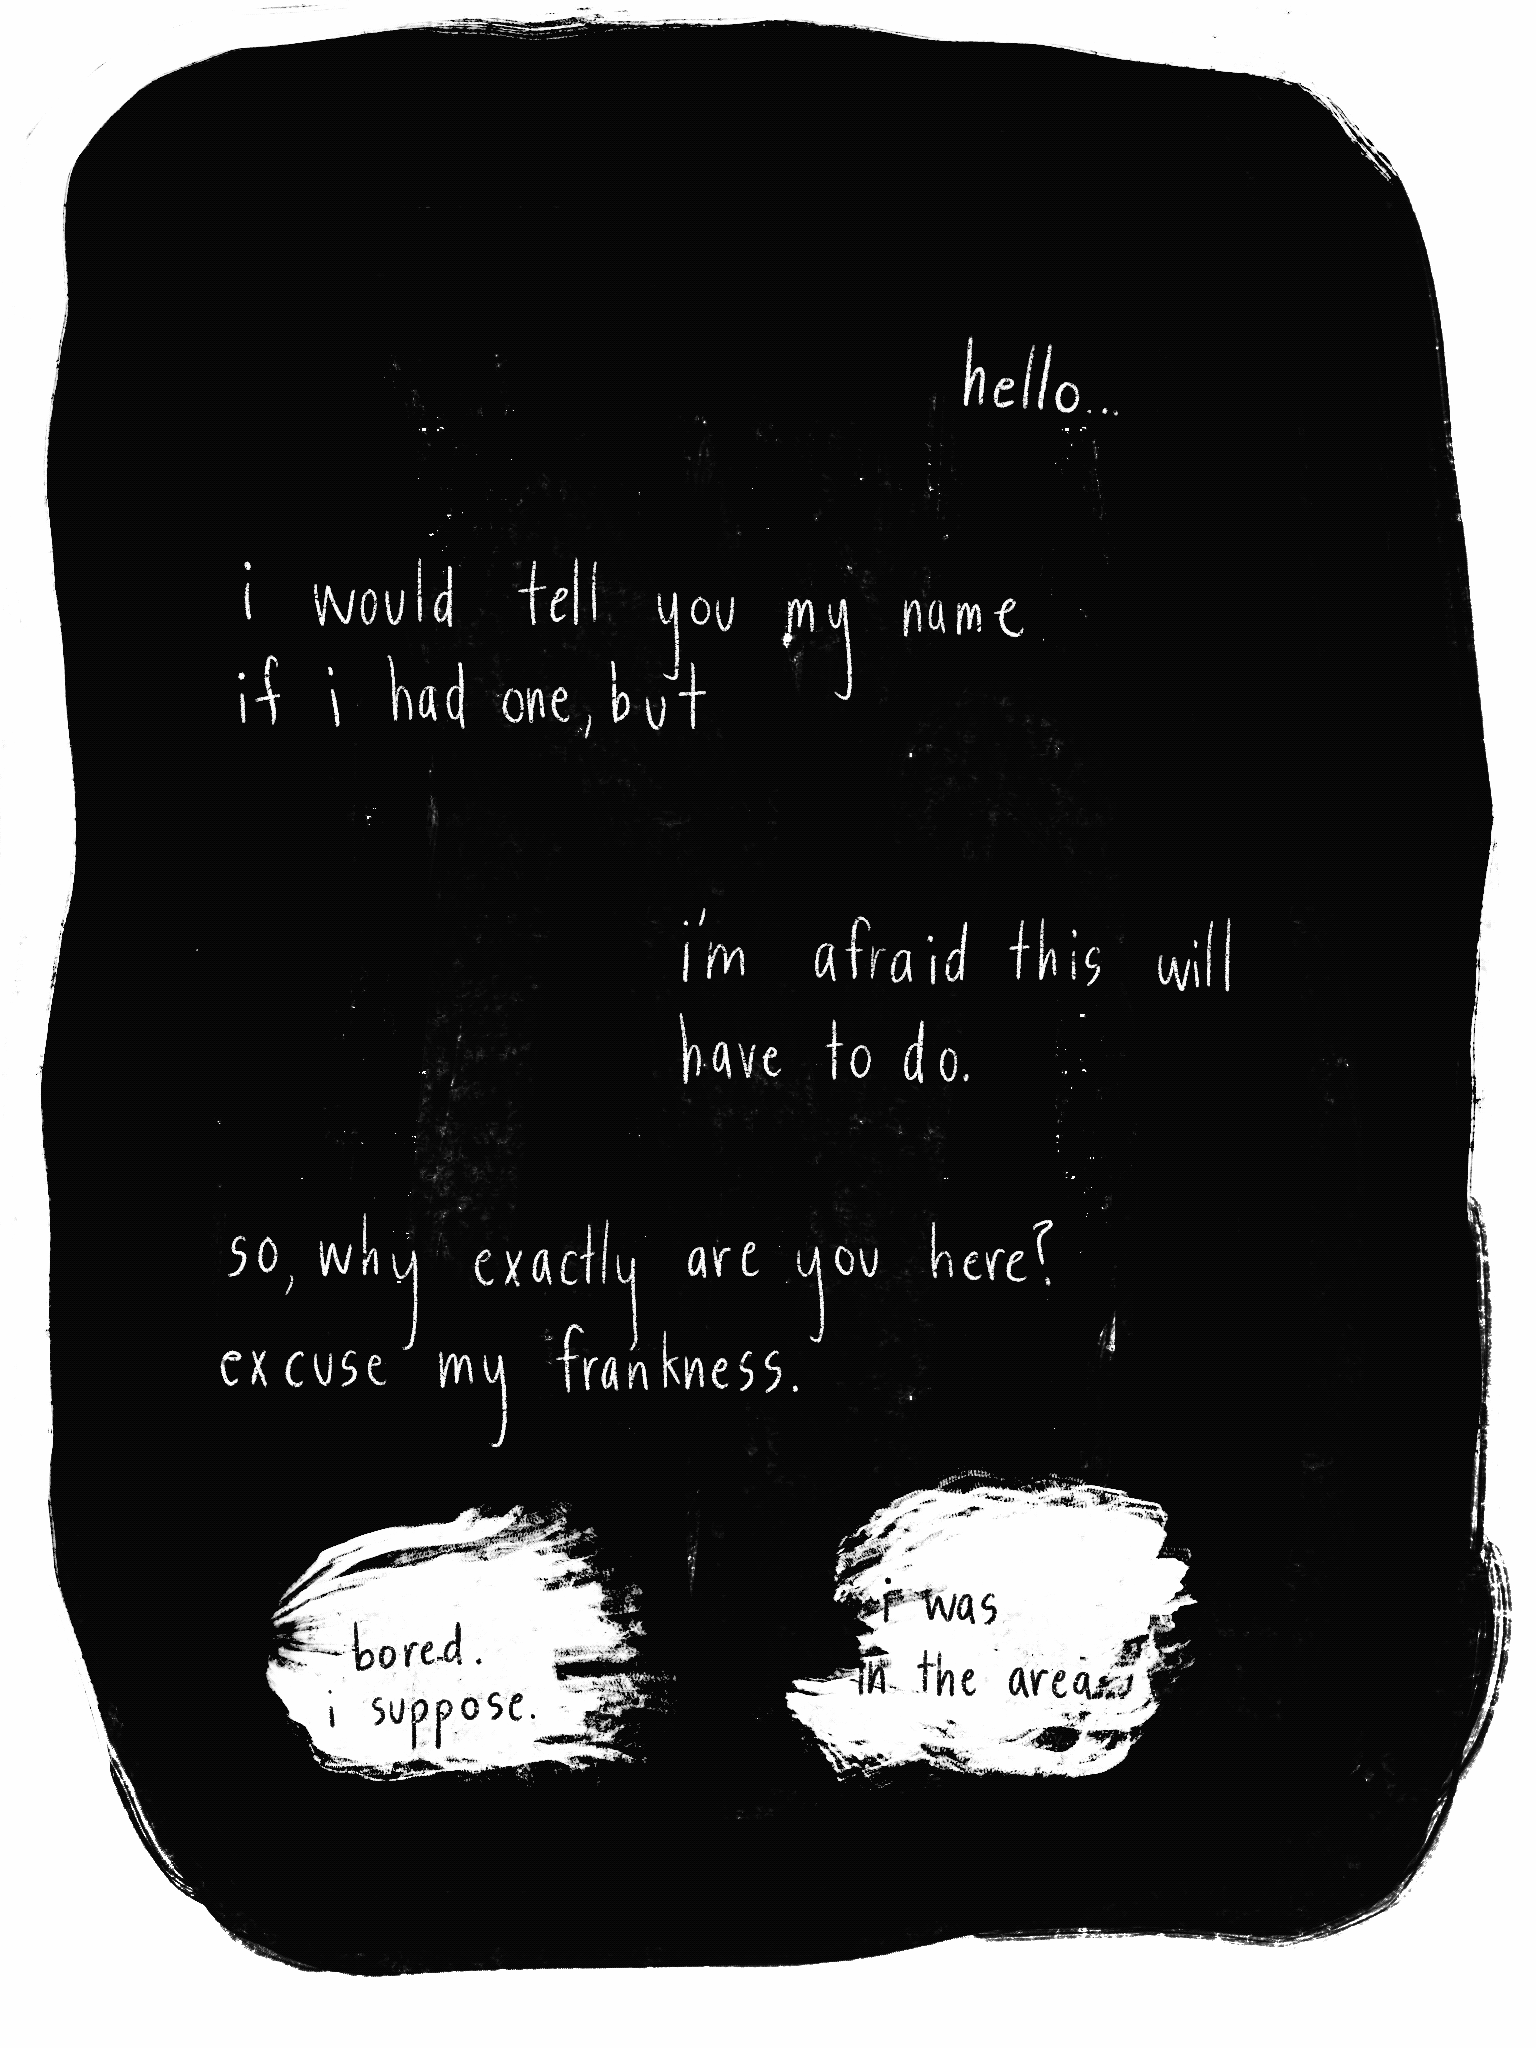 hello...
i would tell you my name
if i had one, but
i'm afraid this will
have to do.
so, why exactly are you here?
excuse my frankness.
bored.
i suppose.
i was
in the area...